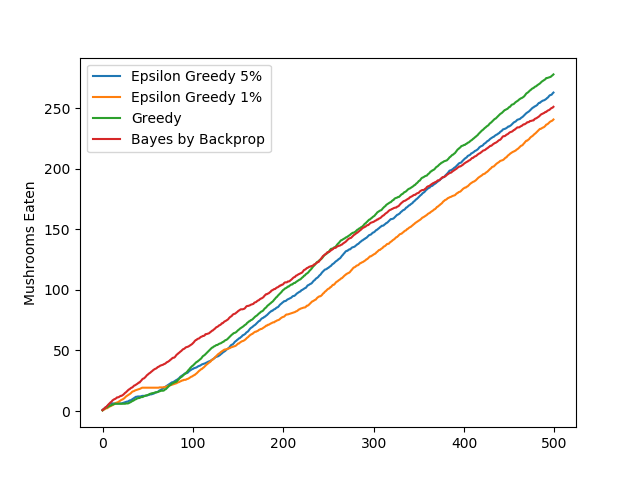 Epsilon Greedy 5%
Epsilon Greedy 1%
Greedy
Bayes by Backprop
Mushrooms Eaten
250
200
150
100
50
0
0 100 200 300 400 500